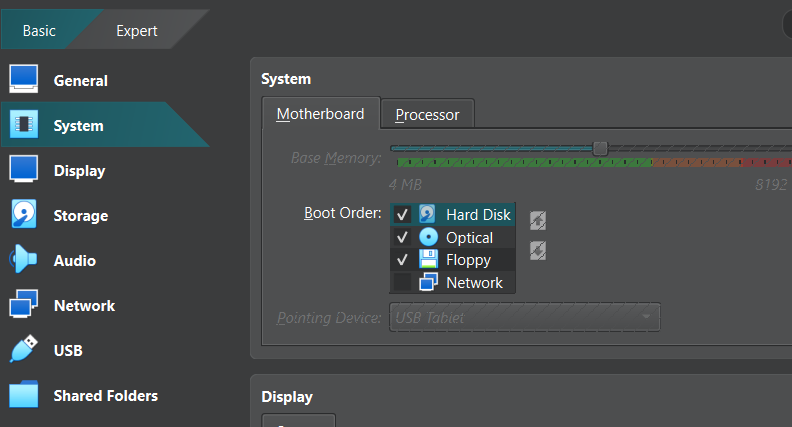 Basic
Expert
General
System
Display
Storage
Audio
Network
USB
Shared Folders
System
Motherboard
Processor
Base Memory:
4 MB
8192
Boot Order:
Hard Disk
Optical
Floppy
Network
Pointing Device:
USB Tablet
Display